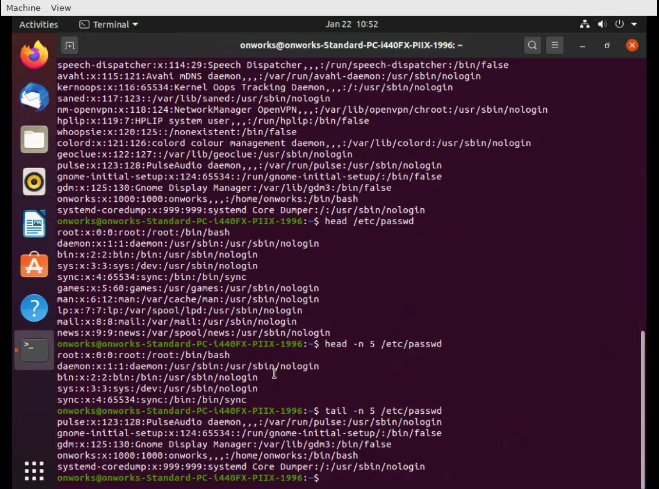 Machine View
Activities Terminal Jan 22 10:52
onworks@onworks-Standard-PC-i440FX-PIIX-1996: ~
speech-dispatcher:x:114:29:Speech Dispatcher,,,:/run/speech-dispatcher:/bin/false
avahi:x:115:121:Avahi mDNS daemon,,,:/var/run/avahi-daemon:/usr/sbin/nologin
kernoops:x:116:65534:Kernel Oops Tracking Daemon,,,:/:/usr/sbin/nologin
saned:x:117:123::/var/lib/saned:/usr/sbin/nologin
nm-openvpn:x:118:124:NetworkManager OpenVPN,,,:/var/lib/openvpn/chroot:/usr/sbin/nologin
hplip:x:119:7:HPLIP system user,,,:/run/hplip:/bin/false
whoopsie:x:120:125::/nonexistent:/bin/false
colord:x:121:126:colord colour management daemon,,,:/var/lib/colord:/usr/sbin/nologin
geoclue:x:122:127::/var/lib/geoclue:/usr/sbin/nologin
pulse:x:123:128:PulseAudio daemon,,,:/var/run/pulse:/usr/sbin/nologin
gnome-initial-setup:x:124:65534::/run/gnome-initial-setup/:/bin/false
gdm:x:125:130:Gnome Display Manager:/var/lib/gdm3:/bin/false
onworks:x:1000:1000:onworks,,,:/home/onworks:/bin/bash
systemd-coredump:x:999:999:systemd Core Dumper:/:/usr/sbin/nologin
onworks@onworks-Standard-PC-i440FX-PIIX-1996:~$ head /etc/passwd
root:x:0:0:root:/root:/bin/bash
daemon:x:1:1:daemon:/usr/sbin:/usr/sbin/nologin
bin:x:2:2:bin:/bin:/usr/sbin/nologin
sys:x:3:3:sys:/dev:/usr/sbin/nologin
sync:x:4:65534:sync:/bin:/bin/sync
games:x:5:60:games:/usr/games:/usr/sbin/nologin
man:x:6:12:man:/var/cache/man:/usr/sbin/nologin
lp:x:7:7:lp:/var/spool/lpd:/usr/sbin/nologin
mail:x:8:8:mail:/var/mail:/usr/sbin/nologin
news:x:9:9:news:/var/spool/news:/usr/sbin/nologin
onworks@onworks-Standard-PC-i440FX-PIIX-1996:~$ head -n 5 /etc/passwd
root:x:0:0:root:/root:/bin/bash
daemon:x:1:1:daemon:/usr/sbin:/usr/sbin/nologin
bin:x:2:2:bin:/bin:/usr/sbin/nologin
sys:x:3:3:sys:/dev:/usr/sbin/nologin
sync:x:4:65534:sync:/bin:/bin/sync
onworks@onworks-Standard-PC-i440FX-PIIX-1996:~$ tail -n 5 /etc/passwd
pulse:x:123:128:PulseAudio daemon,,,:/var/run/pulse:/usr/sbin/nologin
gnome-initial-setup:x:124:65534::/run/gnome-initial-setup/:/bin/false
gdm:x:125:130:Gnome Display Manager:/var/lib/gdm3:/bin/false
onworks:x:1000:1000:onworks,,,:/home/onworks:/bin/bash
systemd-coredump:x:999:999:systemd Core Dumper:/:/usr/sbin/nologin
onworks@onworks-Standard-PC-i440FX-PIIX-1996:~$